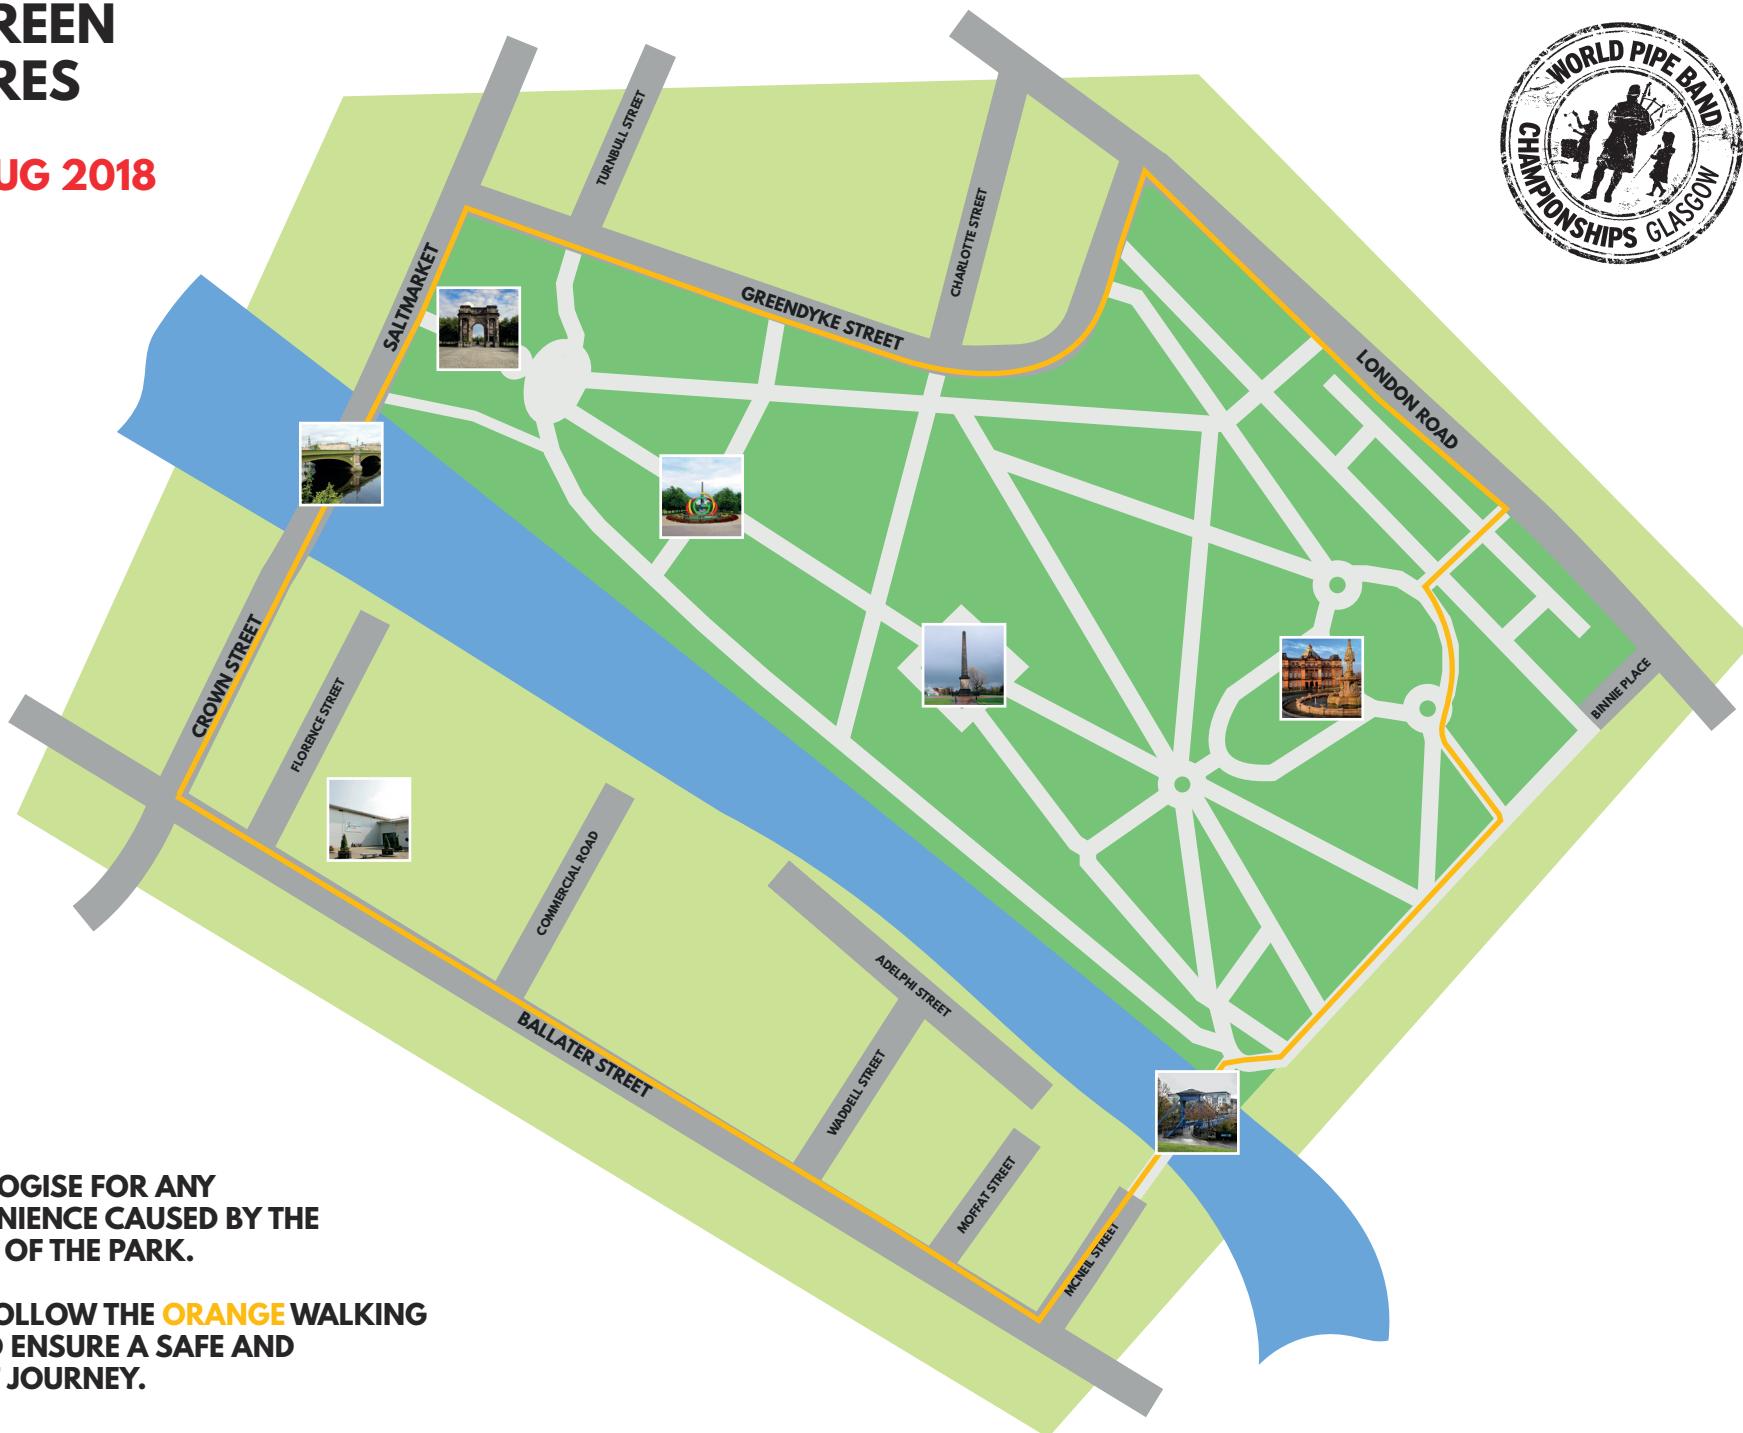 REEN
RES
UG 2018
WORLD PIPE BAND
CHAMPIONSHIPS GLASGOW
TURNBULL STREET
CHARLOTTE STREET
SALTMARKET
GREENDYKE STREET
LONDON ROAD
CROWN STREET
FLORENCE STREET
BINNIE PLACE
COMMERCIAL ROAD
ADELPHI STREET
BALLATER STREET
WADDELL STREET
MOFFAT STREET
MCNEIL STREET
OGISE FOR ANY
NIENCE CAUSED BY THE
OF THE PARK.
OLLOW THE ORANGE WALKING
ENSURE A SAFE AND
JOURNEY.